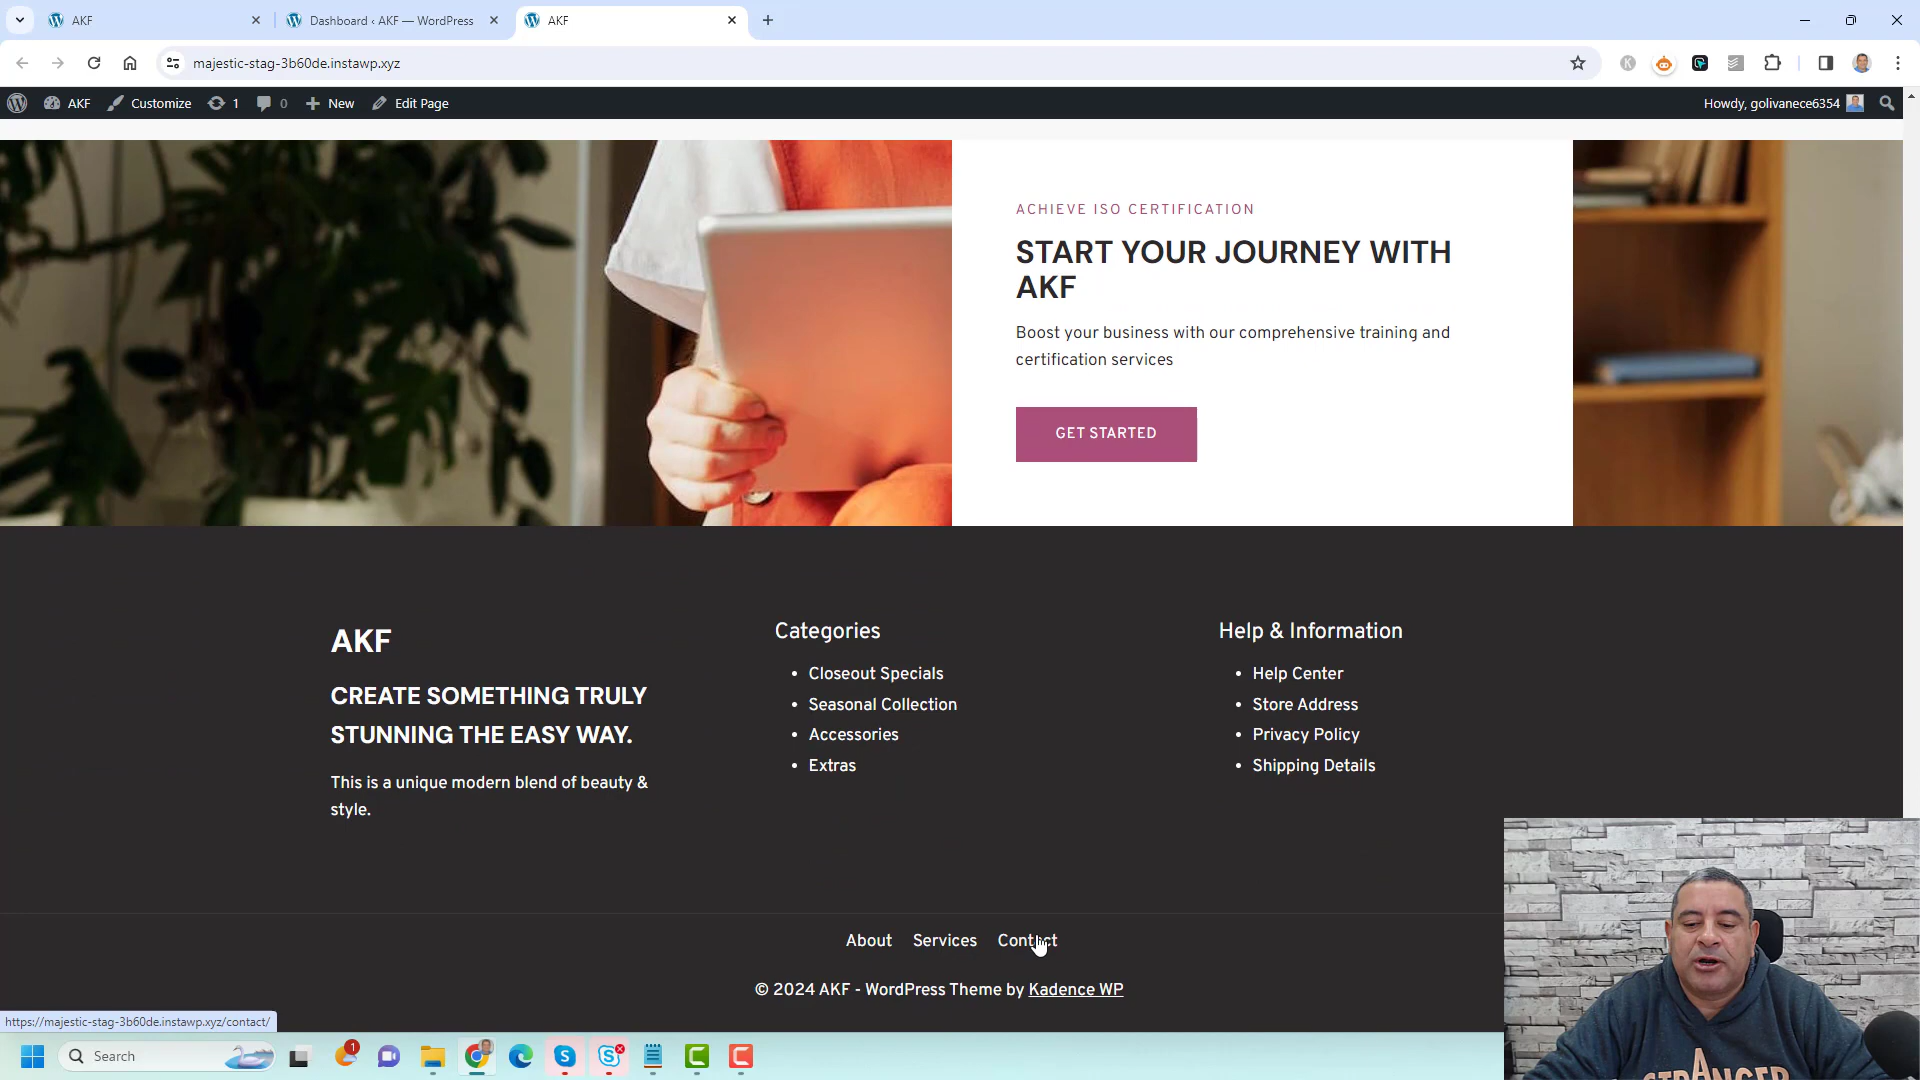 AKF
Dashboard ‹ AKF — WordPress
AKF
majestic-stag-3b60de.instawp.xyz
AKF
Customize
1
0
New
Edit Page
Howdy, golivanece6354
ACHIEVE ISO CERTIFICATION
START YOUR JOURNEY WITH
AKF
Boost your business with our comprehensive training and
certification services
GET STARTED
AKF
CREATE SOMETHING TRULY
STUNNING THE EASY WAY.
This is a unique modern blend of beauty &
style.
Categories
• Closeout Specials
• Seasonal Collection
• Accessories
• Extras
Help & Information
• Help Center
• Store Address
• Privacy Policy
• Shipping Details
About Services Contact
© 2024 AKF - WordPress Theme by Kadence WP
https://majestic-stag-3b60de.instawp.xyz/contact/
Search
1
STRANGER